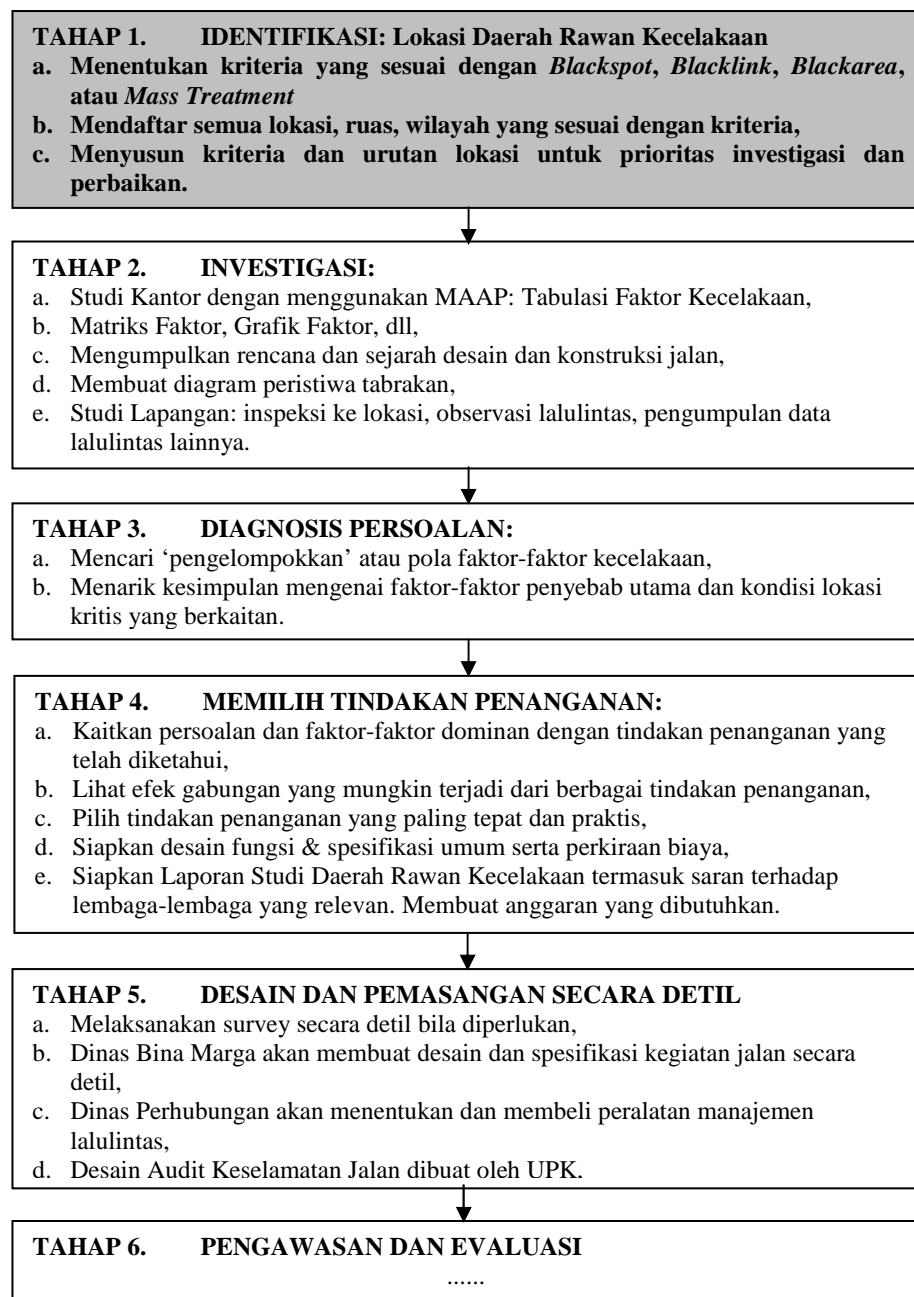 TAHAP 1. IDENTIFIKASI: Lokasi Daerah Rawan Kecelakaan
a. Menentukan kriteria yang sesuai dengan Blackspot, Blacklink, Blackarea,
atau Mass Treatment
b. Mendaftar semua lokasi, ruas, wilayah yang sesuai dengan kriteria,
c. Menyusun kriteria dan urutan lokasi untuk prioritas investigasi dan
perbaikan.
TAHAP 2. INVESTIGASI:
a. Studi Kantor dengan menggunakan MAAP: Tabulasi Faktor Kecelakaan,
b. Matriks Faktor, Grafik Faktor, dll,
c. Mengumpulkan rencana dan sejarah desain dan konstruksi jalan,
d. Membuat diagram peristiwa tabrakan,
e. Studi Lapangan: inspeksi ke lokasi, observasi lalulintas, pengumpulan data
lalulintas lainnya.
TAHAP 3. DIAGNOSIS PERSOALAN:
a. Mencari ‘pengelompokkan’ atau pola faktor-faktor kecelakaan,
b. Menarik kesimpulan mengenai faktor-faktor penyebab utama dan kondisi lokasi
kritis yang berkaitan.
TAHAP 4. MEMILIH TINDAKAN PENANGANAN:
a. Kaitkan persoalan dan faktor-faktor dominan dengan tindakan penanganan yang
telah diketahui,
b. Lihat efek gabungan yang mungkin terjadi dari berbagai tindakan penanganan,
c. Pilih tindakan penanganan yang paling tepat dan praktis,
d. Siapkan desain fungsi & spesifikasi umum serta perkiraan biaya,
e. Siapkan Laporan Studi Daerah Rawan Kecelakaan termasuk saran terhadap
lembaga-lembaga yang relevan. Membuat anggaran yang dibutuhkan.
TAHAP 5. DESAIN DAN PEMASANGAN SECARA DETIL
a. Melaksanakan survey secara detil bila diperlukan,
b. Dinas Bina Marga akan membuat desain dan spesifikasi kegiatan jalan secara
detil,
c. Dinas Perhubungan akan menentukan dan membeli peralatan manajemen
lalulintas,
d. Desain Audit Keselamatan Jalan dibuat oleh UPK.
TAHAP 6. PENGAWASAN DAN EVALUASI
......